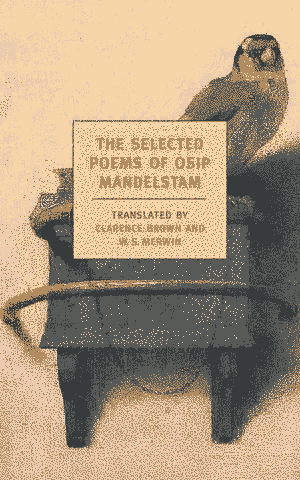 THE SELECTED
POEMS OF OSIP
MANDELSTAM
TRANSLATED BY
CLARENCE BROWN AND
W. S. MERWIN